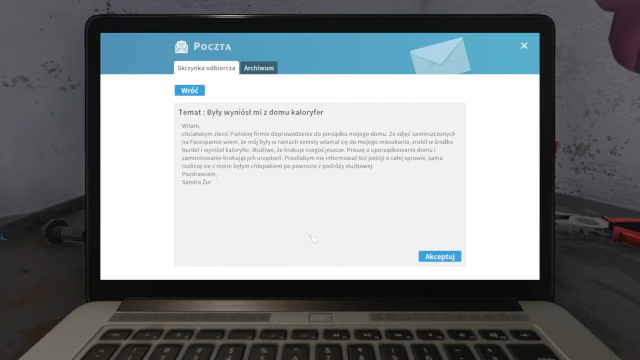 Poczta
Skrzynka odbiorcza
Archiwum
Wróć
Temat : Były wyniósł mi z domu kaloryfer
Witam,
chciałabym zlecić Pańskiej firmie doprowadzenie do porządku mojego domu. Ze zdjęć zamieszczonych
na Facespamie wiem, że mój były w ramach zemsty włamał się do mojego mieszkania, zrobił w środku
burdel i wyniósł kaloryfer. Możliwe, że brakuje czegoś jeszcze. Proszę o uporządkowanie domu i
zamontowanie brakujących urządzeń. Prosiłabym nie informować też policji o całej sprawie, sama
rozliczę się z moim byłym chłopakiem po powrocie z podróży służbowej.
Pozdrawiam,
Sandra Żur
Akceptuj